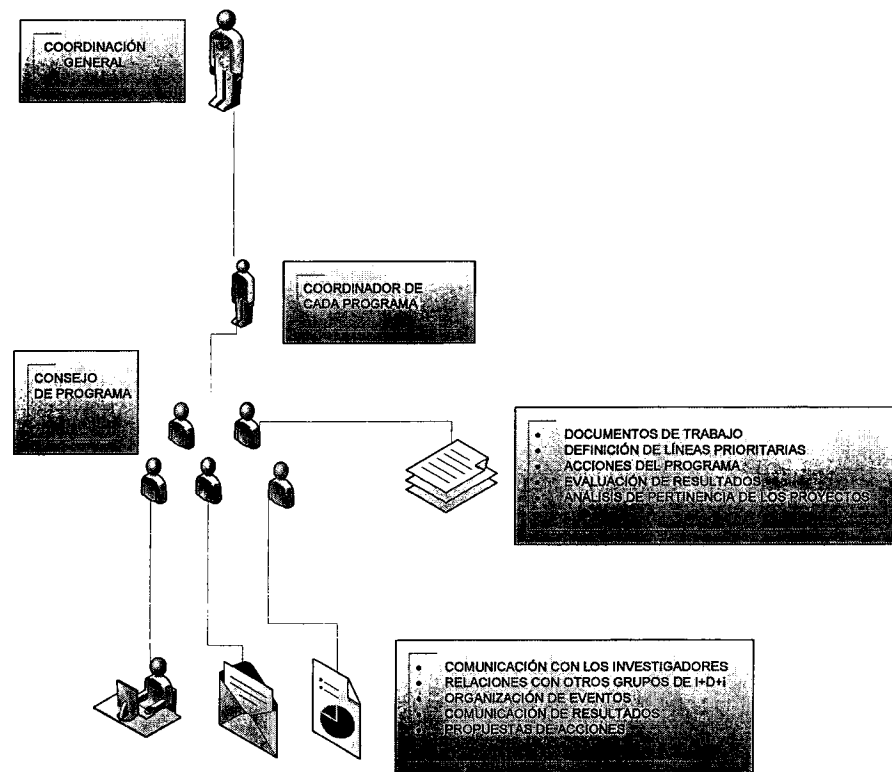 COORDINACIÓN
GENERAL
COORDINADOR DE
CADA PROGRAMA
CONSEJO
DE PROGRAMA
• DOCUMENTOS DE TRABAJO
• DEFINICIÓN DE LÍNEAS PRIORITARIAS
• ACCIONES DEL PROGRAMA
• EVALUACIÓN DE RESULTADOS
• ANÁLISIS DE PERTINENCIA DE LOS PROYECTOS
• COMUNICACIÓN CON LOS INVESTIGADORES
• RELACIONES CON OTROS GRUPOS DE I+D+i
• ORGANIZACIÓN DE EVENTOS
• COMUNICACIÓN DE RESULTADOS
• PROPUESTAS DE ACCIONES